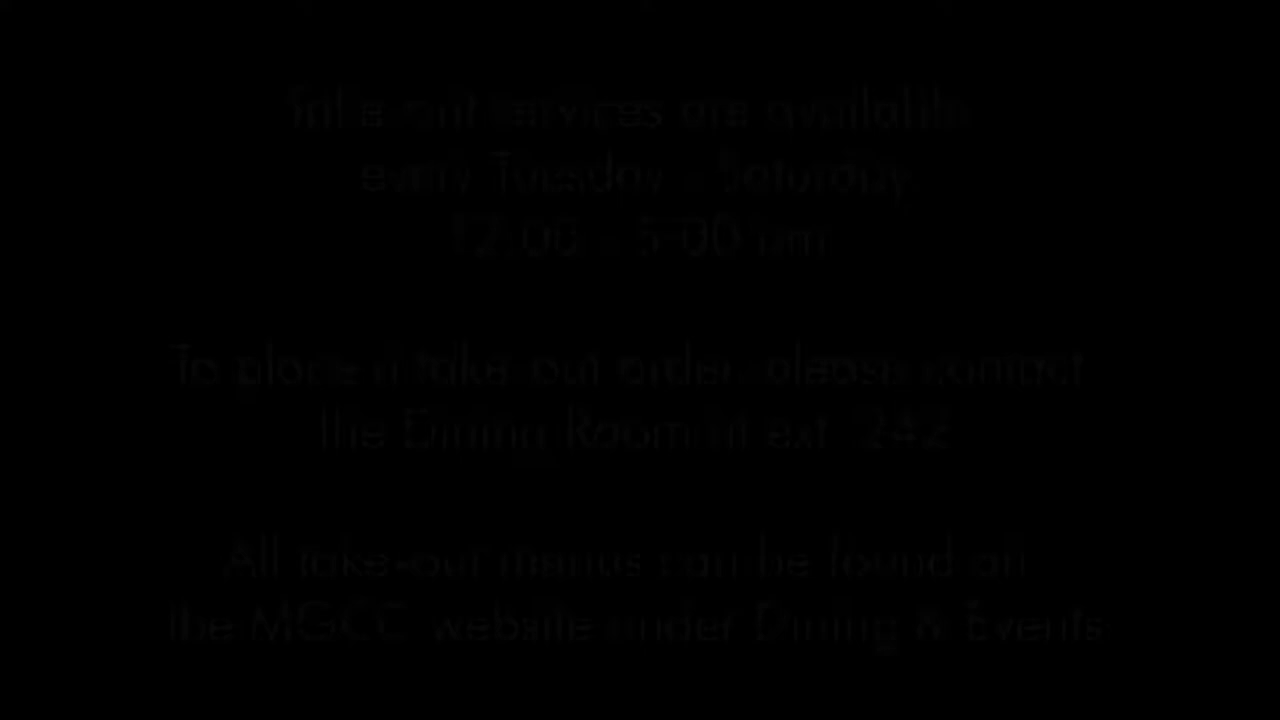 Take-out services are available
every Tuesday - Saturday
12:00 - 5:00 pm
To place a take-out order, please contact
the Dining Room at ext. 242
All take-out menus can be found on
the MGCC website under Dining & Events